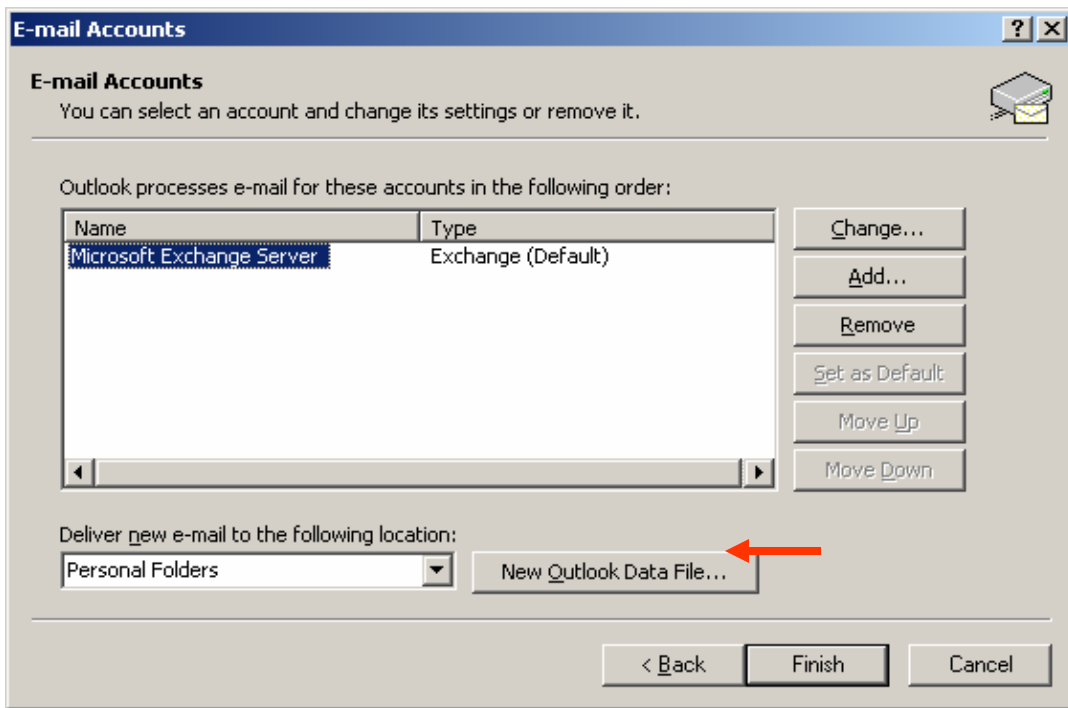 E-mail Accounts
E-mail Accounts
You can select an account and change its settings or remove it.
Outlook processes e-mail for these accounts in the following order:
Name Type
Microsoft Exchange Server Exchange (Default)
Change...
Add...
Remove
Set as Default
Move Up
Move Down
Deliver new e-mail to the following location:
Personal Folders New Outlook Data File...
< Back Finish Cancel